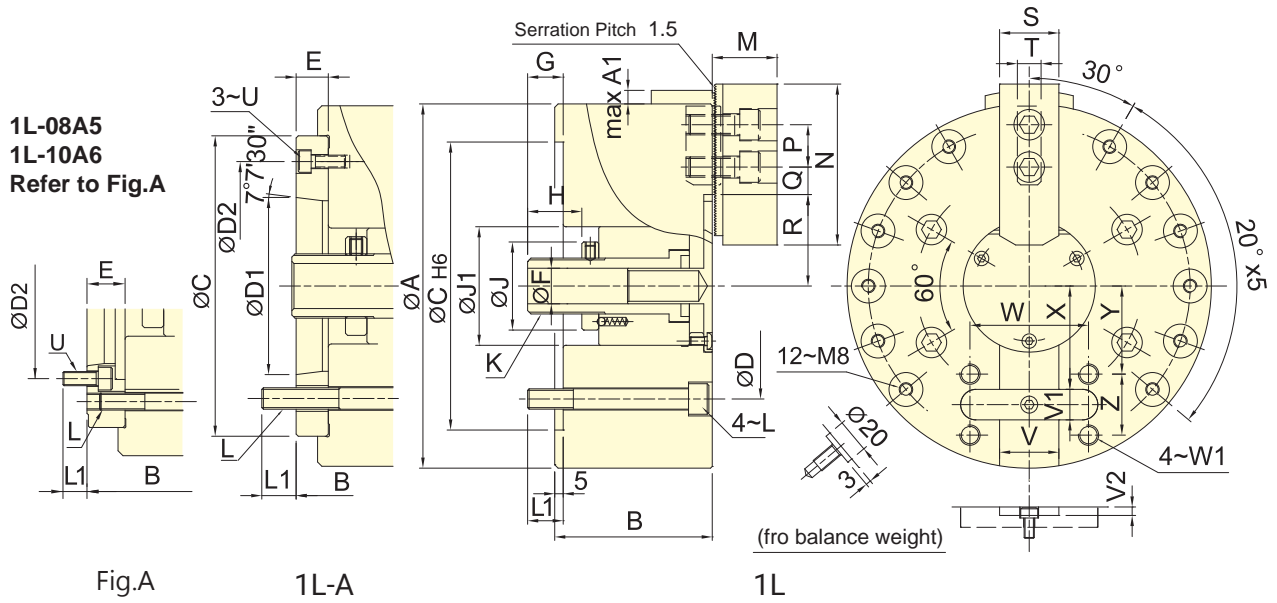 1L-08A5
1L-10A6
Refer to Fig.A
ØD2
E
U
L
L1
B
Fig.A
E
3~U
7°7'30"
ØD2
ØC
ØD1
L
L1
B
1L-A
Serration Pitch 1.5
G
max A1
M
N
P
Q
R
H
ØA
ØC H6
ØJ1
ØJ
ØF
K
ØD
4~L
5
L1
B
1L
S
T
30°
20° x5
60°
W
X
Y
12~M8
V1
Z
V
4~W1
Ø20
3
V2
(fro balance weight)